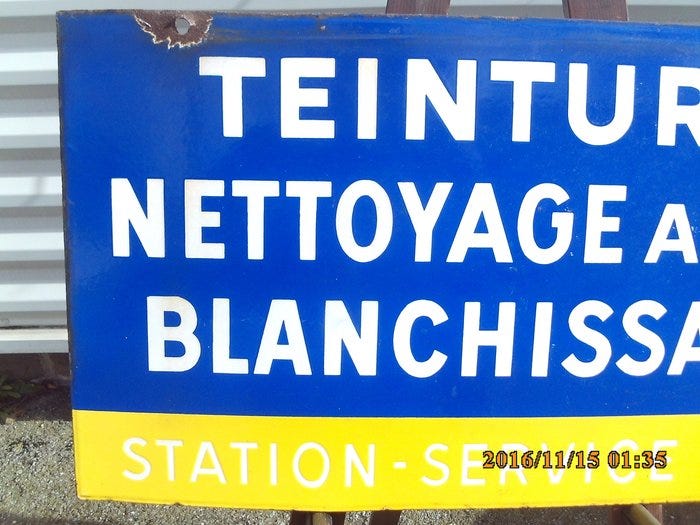 TEINTUR
NETTOYAGE A
BLANCHISSA
STATION-SERVICE
2016/11/15 01:35